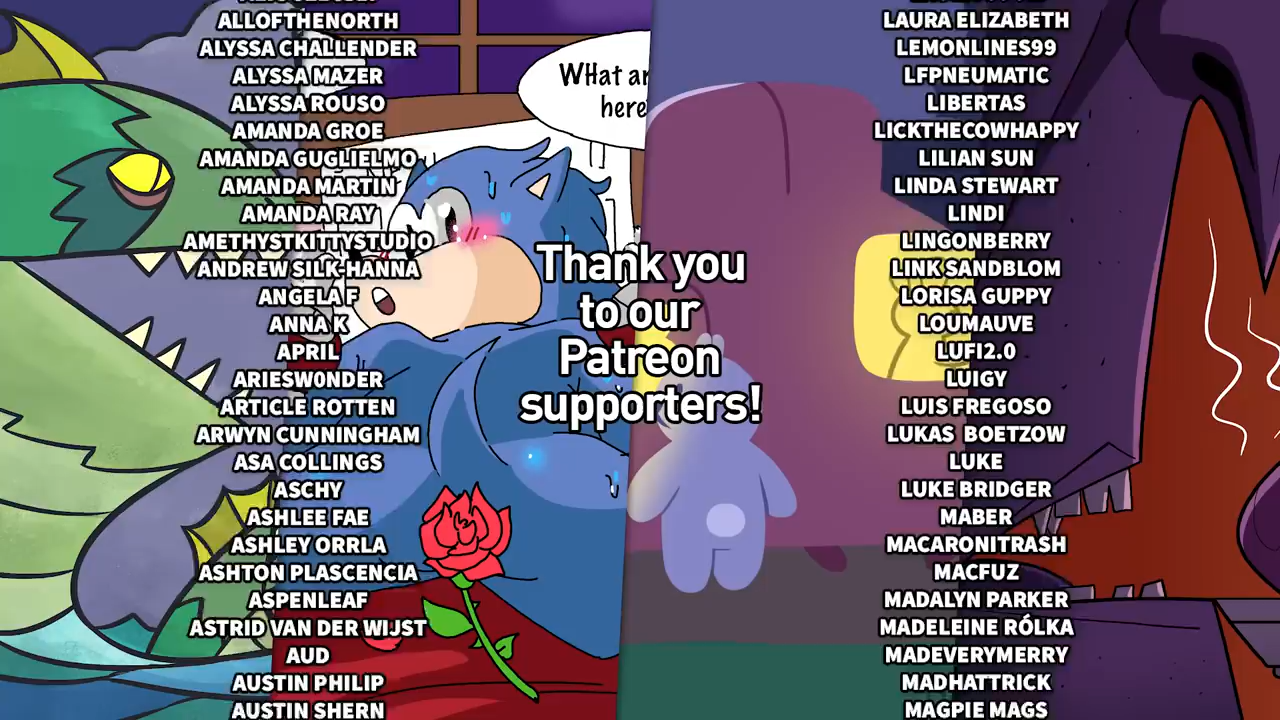 ALLOFTHENORTH
ALYSSA CHALLENDER
ALYSSA MAZER
ALYSSA ROUSO
AMANDA GROE
AMANDA GUGLIELMO
AMANDA MARTIN
AMANDA RAY
AMETHYSTKITTYSTUDIO
ANDREW SILK-HANNA
ANGELA F
ANNA K
APRIL
ARIESW0NDER
ARTICLE ROTTEN
ARWYN CUNNINGHAM
ASA COLLINGS
ASCHY
ASHLEE FAE
ASHLEY ORRLA
ASHTON PLASCENCIA
ASPENLEAF
ASTRID VAN DER WIJST
AUD
AUSTIN PHILIP
AUSTIN SHERN
WHat ar
here
Thank you
to our
Patreon
supporters!
LAURA ELIZABETH
LEMONLINES99
LFPNEUMATIC
LIBERTAS
LICKTHECOWHAPPY
LILIAN SUN
LINDA STEWART
LINDI
LINGONBERRY
LINK SANDBLOM
LORISA GUPPY
LOUMAUVE
LUFI2.0
LUIGY
LUIS FREGOSO
LUKAS BOETZOW
LUKE
LUKE BRIDGER
MABER
MACARONITRASH
MACFUZ
MADALYN PARKER
MADELEINE RÓLKA
MADEVERYMERRY
MADHATTRICK
MAGPIE MAGS